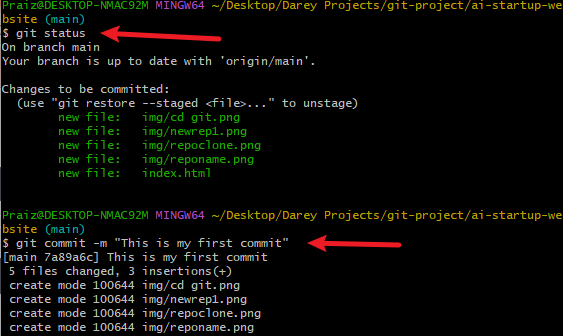 Praiz@DESKTOP-NMAC92M MINGW64 ~/Desktop/Darey Projects/git-project/ai-startup-we
bsite (main)
$ git status
On branch main
Your branch is up to date with 'origin/main'.
Changes to be committed:
  (use "git restore --staged <file>..." to unstage)
        new file:   img/cd git.png
        new file:   img/newrep1.png
        new file:   img/repoclone.png
        new file:   img/reponame.png
        new file:   index.html
Praiz@DESKTOP-NMAC92M MINGW64 ~/Desktop/Darey Projects/git-project/ai-startup-we
bsite (main)
$ git commit -m "This is my first commit"
[main 7a89a6c] This is my first commit
 5 files changed, 3 insertions(+)
 create mode 100644 img/cd git.png
 create mode 100644 img/newrep1.png
 create mode 100644 img/repoclone.png
 create mode 100644 img/reponame.png